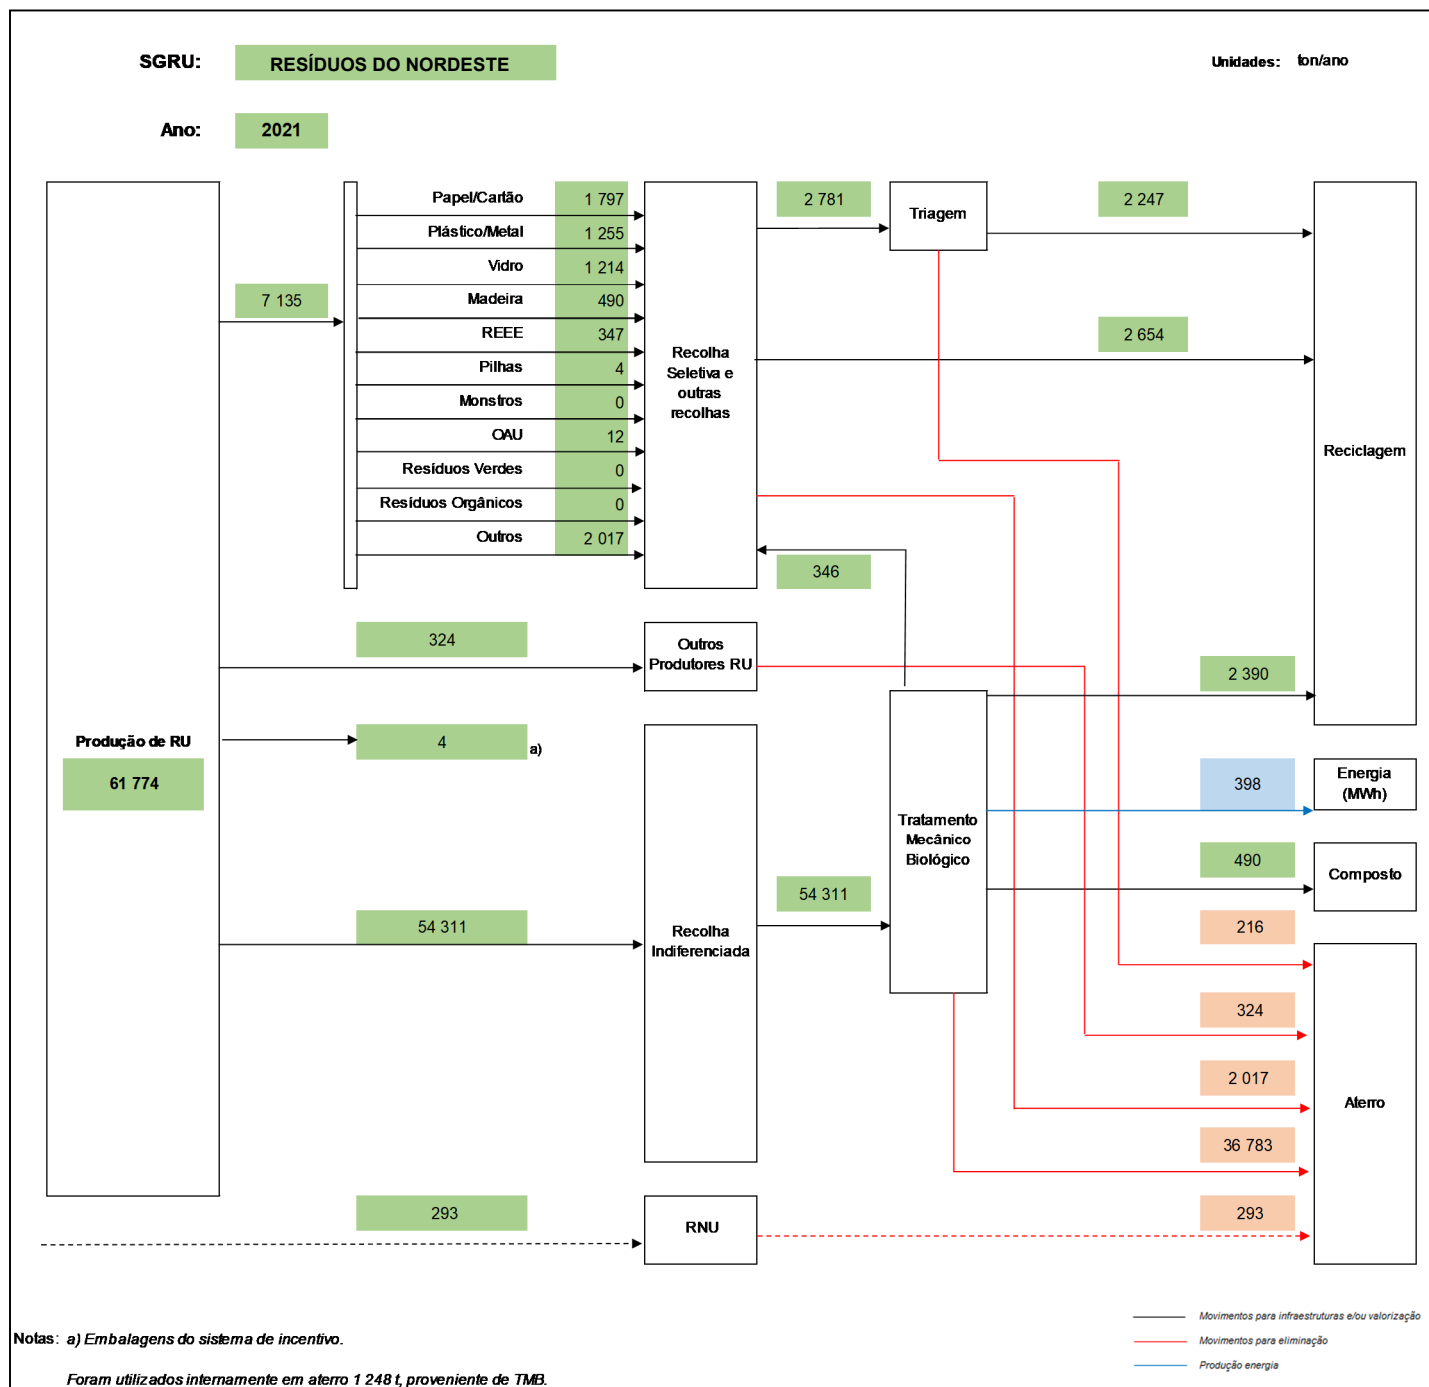 SGRU: RESÍDUOS DO NORDESTE Unidades: ton/ano
Ano: 2021
Papel/Cartão 1 797
Plástico/Metal 1 255
Vidro 1 214
Madeira 490
REEE 347
Pilhas 4
Monstros 0
OAU 12
Resíduos Verdes 0
Resíduos Orgânicos 0
Outros 2 017
7 135
Recolha
Seletiva e
outras
recolhas
2 781
Triagem
2 247
2 654
Reciclagem
346
324
Outros
Produtores RU
2 390
Produção de RU
61 774
4 a)
398
Energia
(MWh)
Tratamento
Mecânico
Biológico
490
Composto
54 311
Recolha
Indiferenciada
54 311
216
324
2 017
36 783
293
Aterro
293
RNU
Movimentos para infraestruturas e/ou valorização
Movimentos para eliminação
Produção energia
Notas: a) Embalagens do sistema de incentivo.
Foram utilizados internamente em aterro 1 248 t, proveniente de TMB.